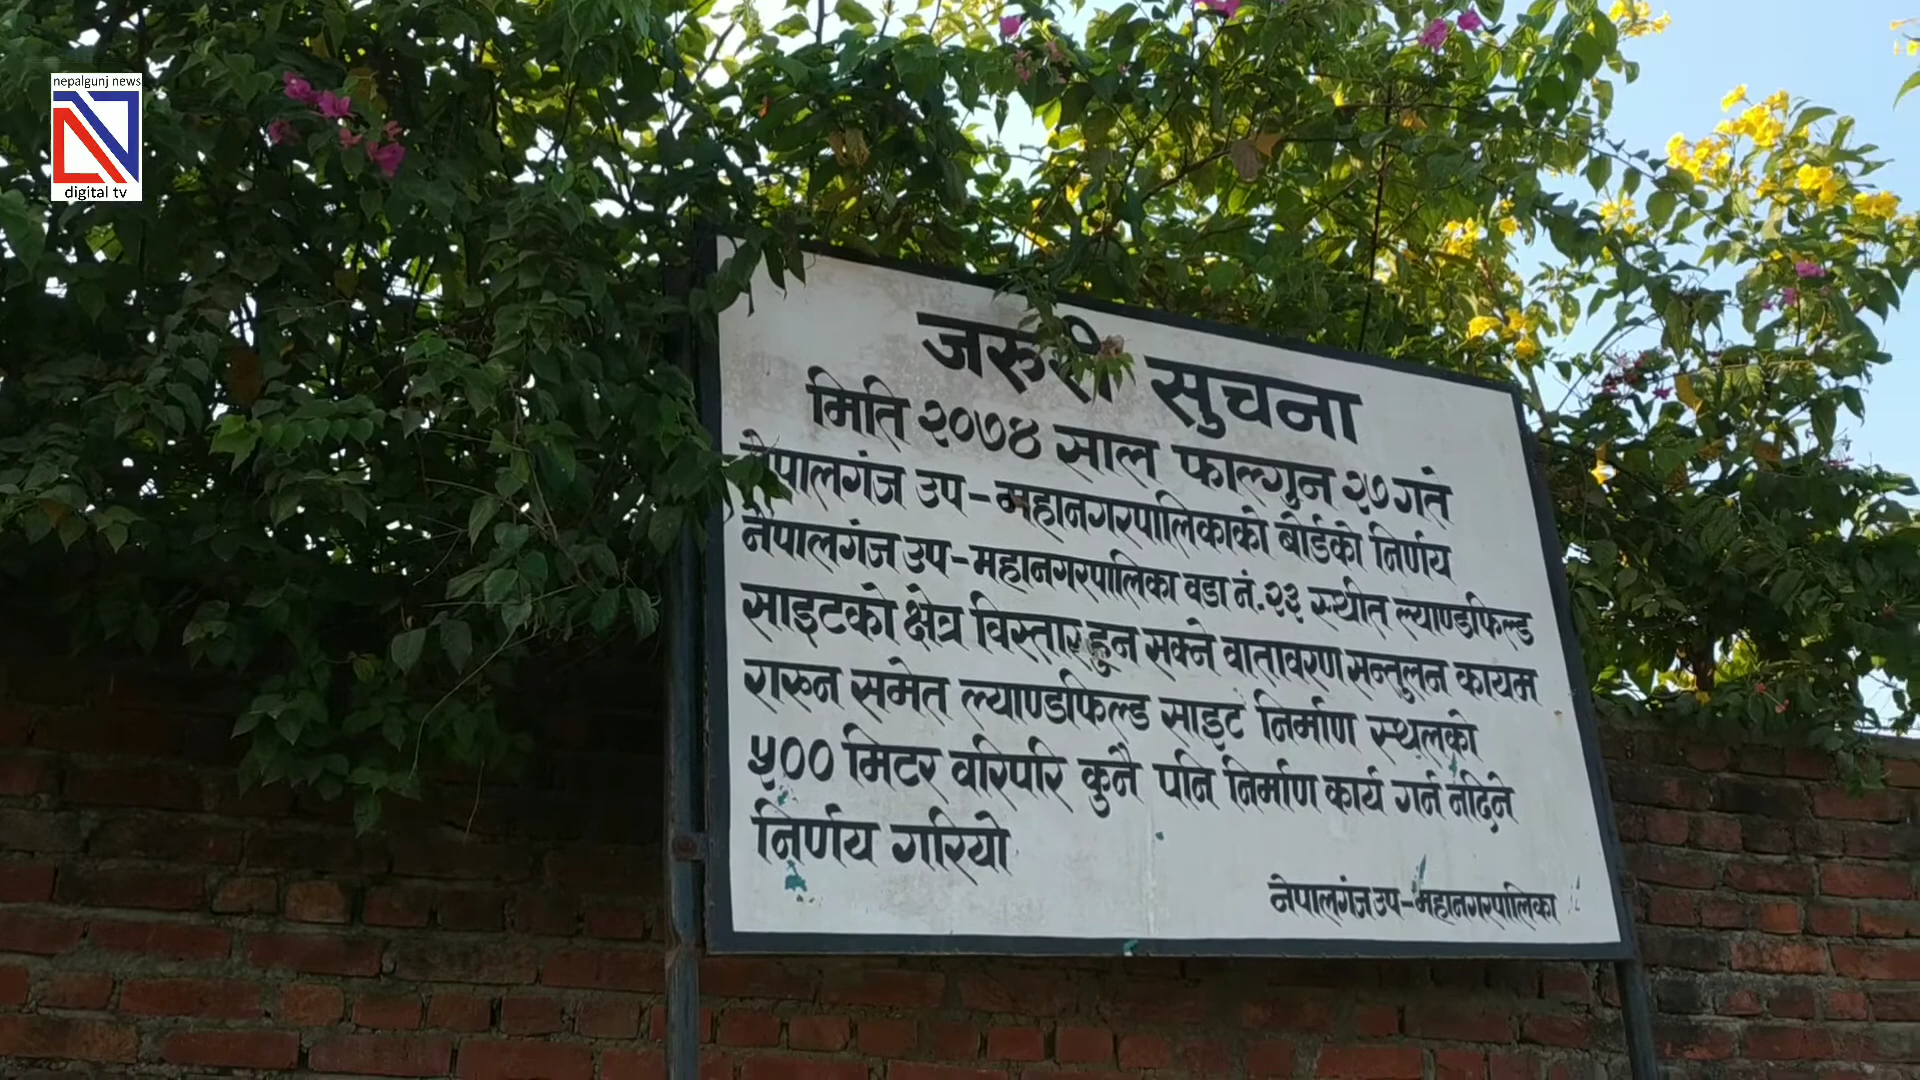 nepalgunj news
digital tv
जरुरी सुचना
मिति २०७४ साल फाल्गुन २७ गते
नेपालगंज उप-महानगरपालिकाको बोर्डको निर्णय
नेपालगंज उप-महानगरपालिका वडा नं.२३ स्थीत ल्याण्डफिल्ड
साइटको क्षेत्र विस्तार हुन सक्ने वातावरण सन्तुलन कायम
रारुन समेत ल्याण्डफिल्ड साइट निर्माण स्थलको
५०० मिटर वरिपरि कुनै पनि निर्माण कार्य गर्न नदिने
निर्णय गरियो
नेपालगंज उप-महानगरपालिका